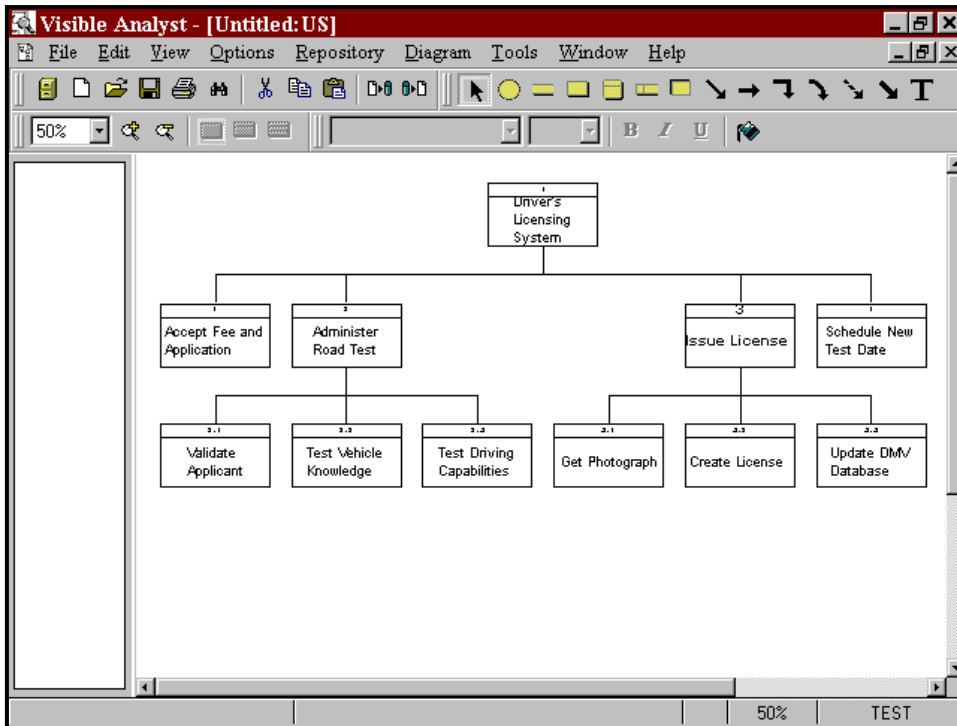 Visible Analyst - [Untitled:US]
File Edit View Options Repository Diagram Tools Window Help
T
50% B I U
Driver's
Licensing
System
Accept Fee and
Application
Administer
Road Test
3
Issue License
Schedule New
Test Date
Validate
Applicant
Test Vehicle
Knowledge
Test Driving
Capabilities
Get Photograph
Create License
Update DMV
Database
50% TEST